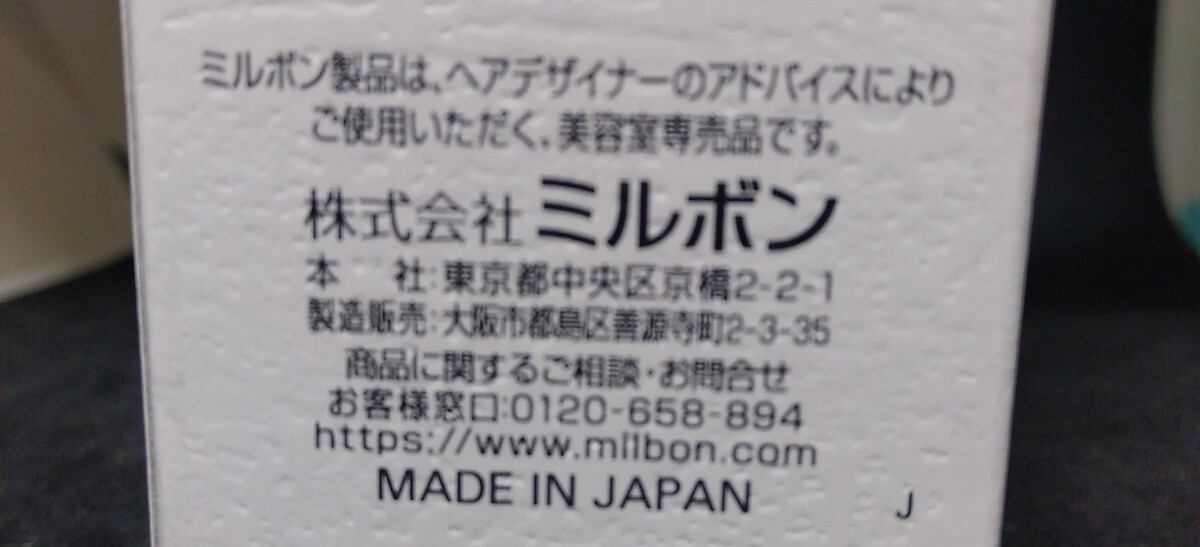 ミルボン製品は、ヘアデザイナーのアドバイスにより
ご使用いただく、美容室専売品です。
株式会社ミルボン
本　社:東京都中央区京橋2-2-1
製造販売:大阪市都島区善源寺町2-3-35
商品に関するご相談・お問合せ
お客様窓口:0120-658-894
https://www.milbon.com
MADE IN JAPAN J